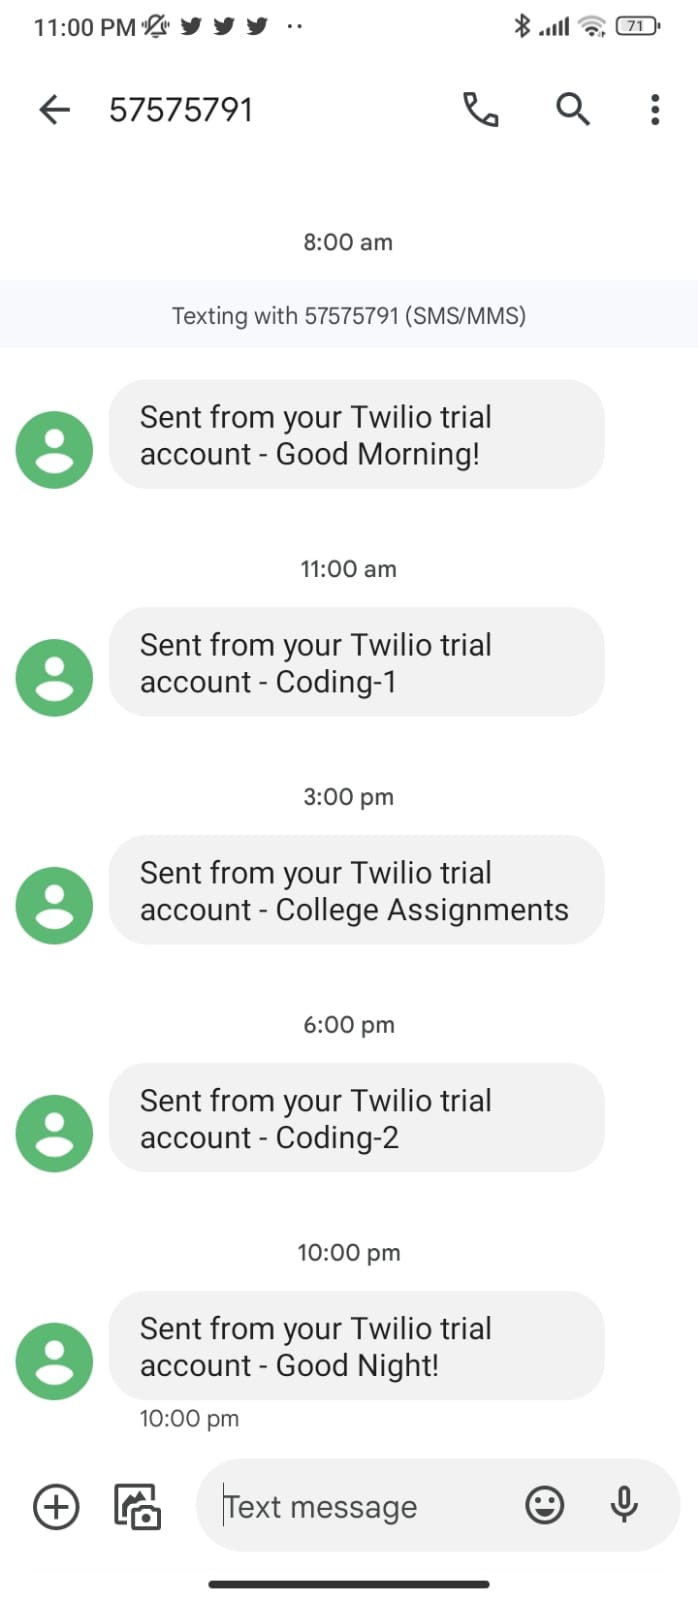 11:00 PM
71
57575791
8:00 am
Texting with 57575791 (SMS/MMS)
Sent from your Twilio trial
account - Good Morning!
11:00 am
Sent from your Twilio trial
account - Coding-1
3:00 pm
Sent from your Twilio trial
account - College Assignments
6:00 pm
Sent from your Twilio trial
account - Coding-2
10:00 pm
Sent from your Twilio trial
account - Good Night!
10:00 pm
Text message